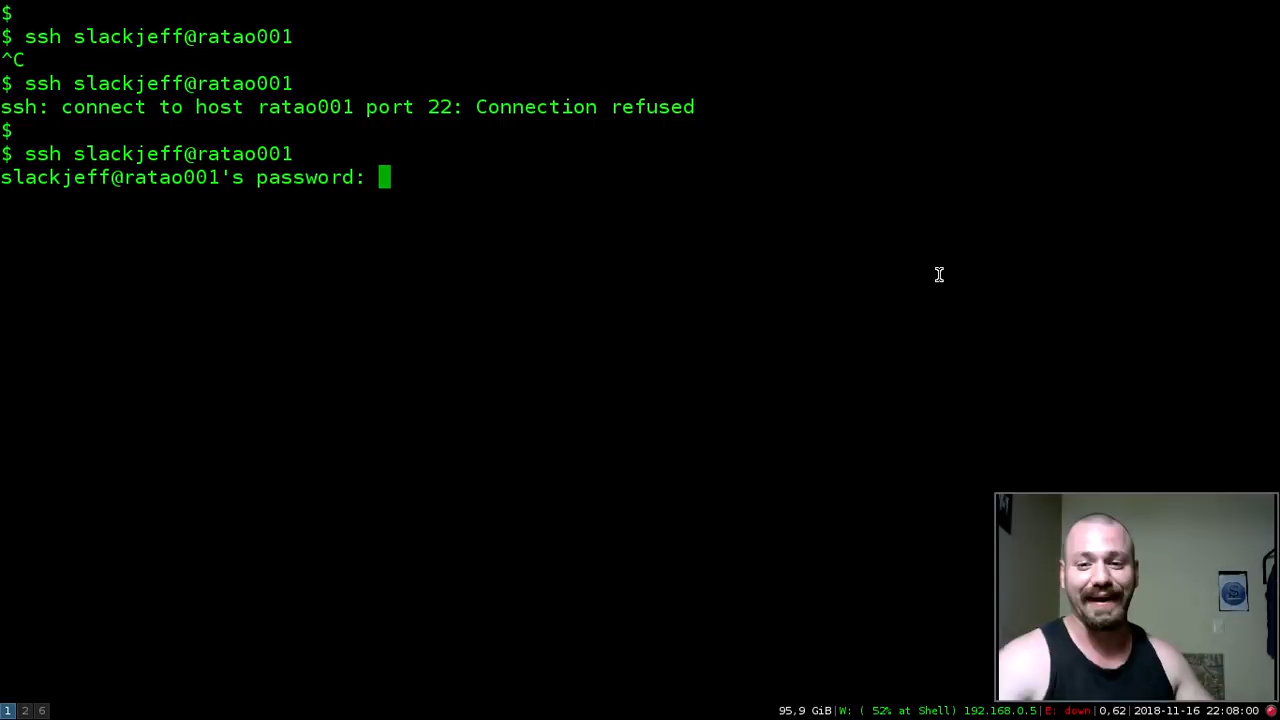 $
$ ssh slackjeff@ratao001
^C
$ ssh slackjeff@ratao001
ssh: connect to host ratao001 port 22: Connection refused
$
$ ssh slackjeff@ratao001
slackjeff@ratao001's password:
1 2 6
95,9 GiB|W: ( 52% at Shell) 192.168.0.5|E: down|0,62|2018-11-16 22:08:00